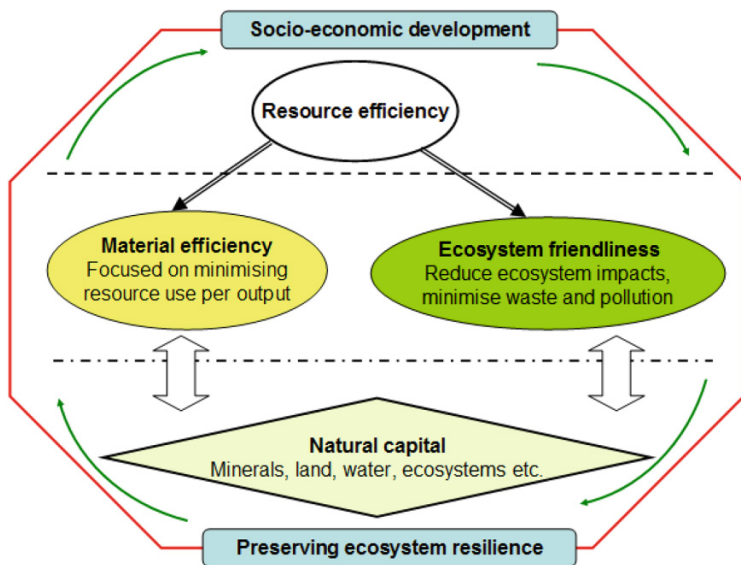 Socio-economic development
Resource efficiency
Material efficiency
Focused on minimising
resource use per output
Ecosystem friendliness
Reduce ecosystem impacts,
minimise waste and pollution
Natural capital
Minerals, land, water, ecosystems etc.
Preserving ecosystem resilience